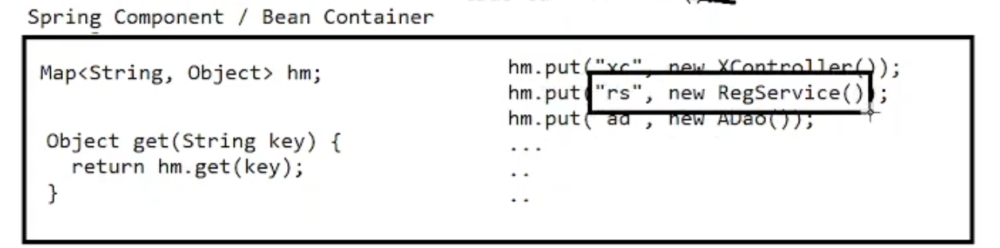 Spring Component / Bean Container
Map<String, Object> hm;
Object get(String key) {
return hm.get(key);
}
hm.put("xc", new XController());
hm.put("rs", new RegService());
hm.put("ad", new ADao());
...
..
..